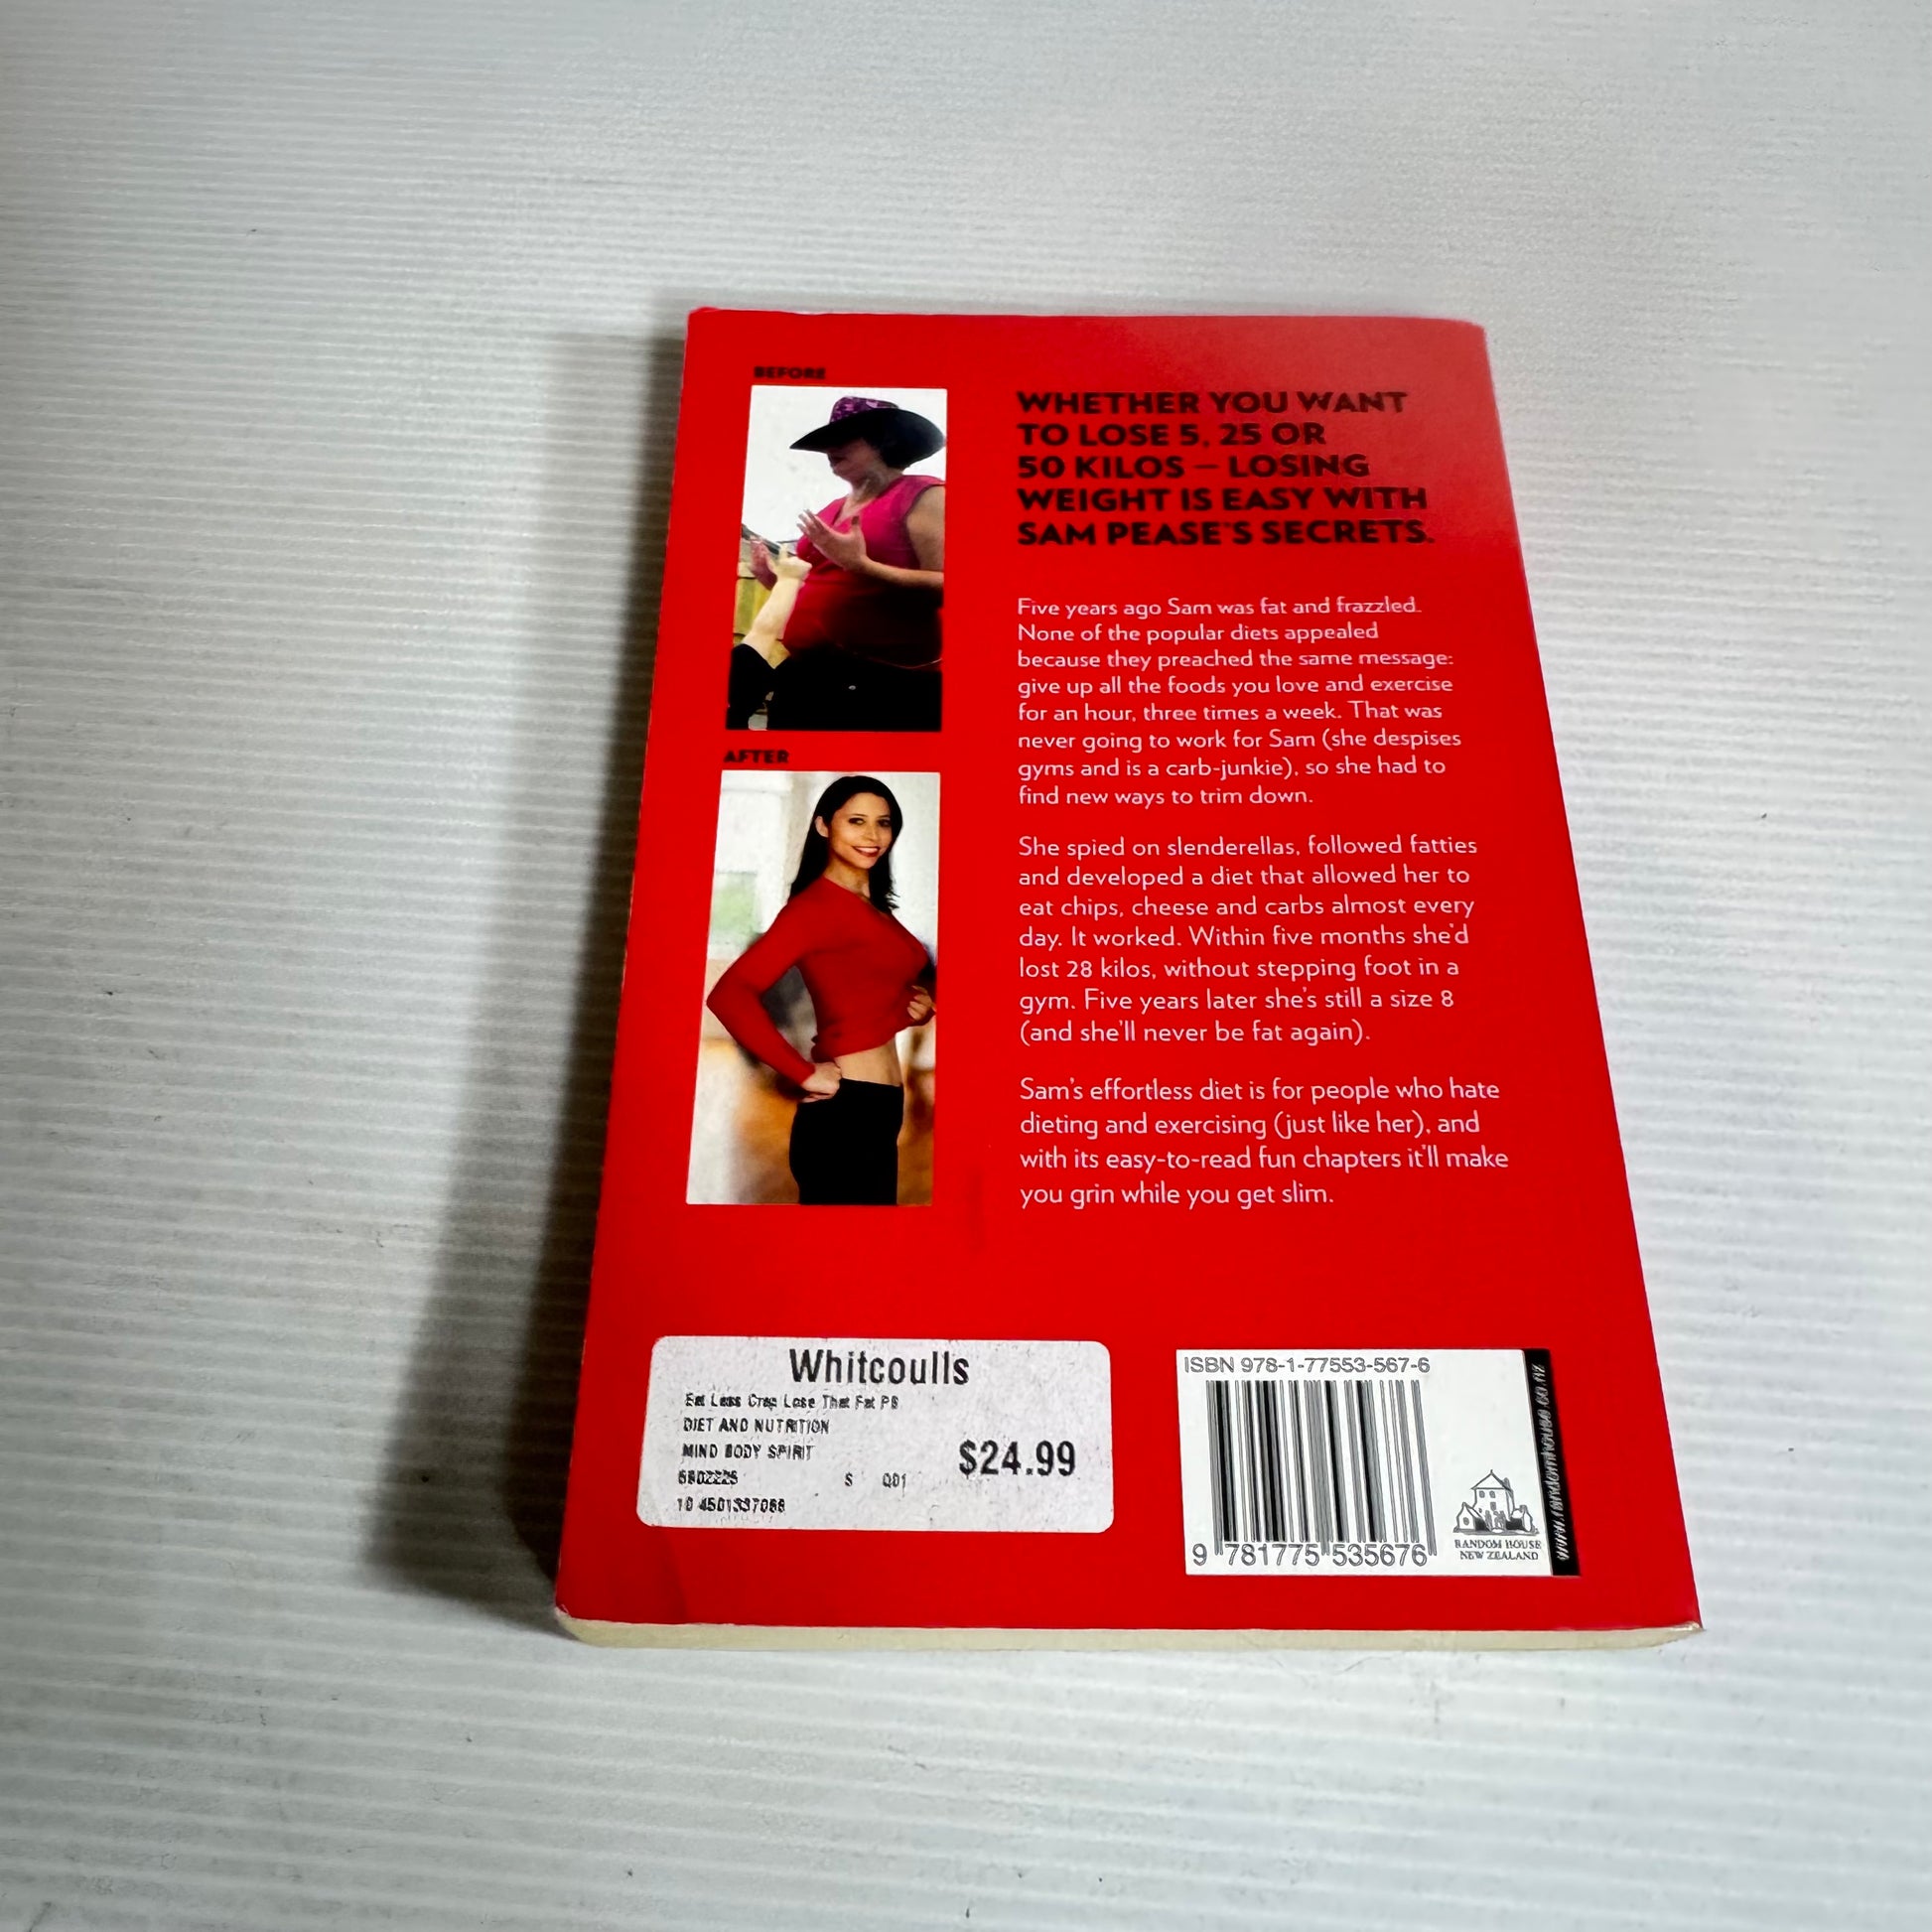 BEFORE
AFTER
WHETHER YOU WANT
TO LOSE 5, 25 OR
50 KILOS – LOSING
WEIGHT IS EASY WITH
SAM PEASE'S SECRETS.
Five years ago Sam was fat and frazzled.
None of the popular diets appealed
because they preached the same message:
give up all the foods you love and exercise
for an hour, three times a week. That was
never going to work for Sam (she despises
gyms and is a carb-junkie), so she had to
find new ways to trim down.
She spied on slenderellas, followed fatties
and developed a diet that allowed her to
eat chips, cheese and carbs almost every
day. It worked. Within five months she'd
lost 28 kilos, without stepping foot in a
gym. Five years later she's still a size 8
(and she'll never be fat again).
Sam's effortless diet is for people who hate
dieting and exercising (just like her), and
with its easy-to-read fun chapters it'll make
you grin while you get slim.
Whitcoulls
Eat Less Crap Lose That Fat PB
DIET AND NUTRITION
MIND BODY SPIRIT
$24.99
S Q01
ISBN 978-1-77553-567-6
9 781775 535676
RANDOM HOUSE
NEW ZEALAND
www.randomhouse.co.nz